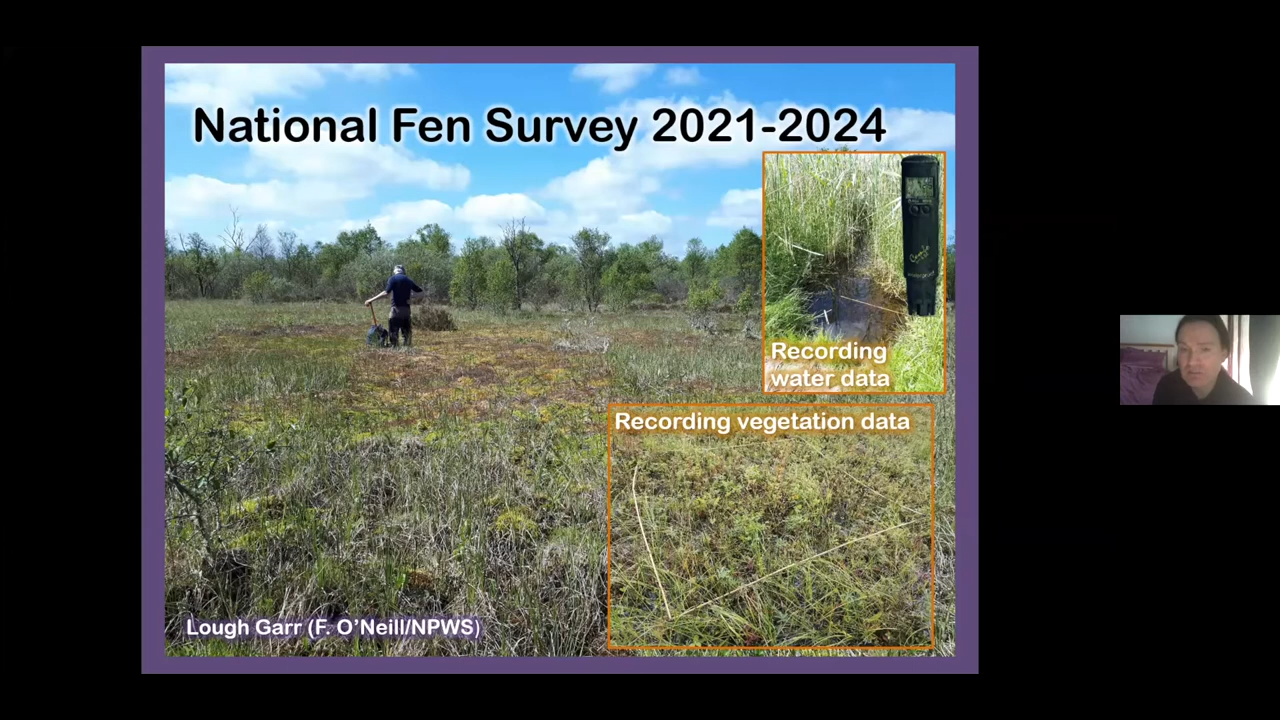 National Fen Survey 2021-2024
Recording
water data
Recording vegetation data
Lough Garr (F. O'Neill/NPWS)